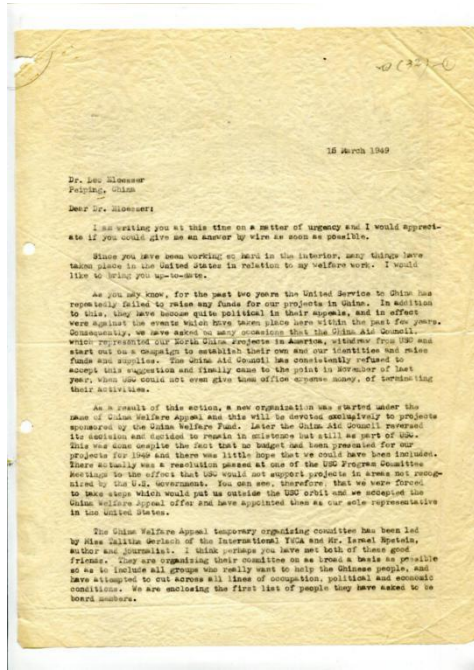 15 March 1949
Dr. Leo Eloesser
Peiping, China
Dear Dr. Eloesser:
I am writing you at this time on a matter of urgency and I would appreci-
ate if you could give me an answer by wire as soon as possible.
Since you have been working so hard in the interior, many things have
taken place in the United States in relation to my welfare work. I would
like to bring you up-to-date.
As you may know, for the past two years the United Service to China has
repeatedly failed to raise any funds for our projects in China. In addition
to this, they have become quite political in their appeals, and in effect
were against the events which have taken place here within the past few years.
Consequently, we have asked on many occasions that the China Aid Council,
which represented our North China Projects in America, withdraw from USC and
start out on a campaign to establish their own and our identities and raise
funds and supplies. The China Aid Council has consistently refused to
accept this suggestion and finally came to the point in November of last
year, when USC could not even give them office expense money, of terminating
their activities.
As a result of this action, a new organization was started under the
name of China Welfare Appeal and this will be devoted exclusively to projects
sponsored by the China Welfare Fund. Later the China Aid Council reversed
its decision and decided to remain in existence but still as part of USC.
This was done despite the fact that no budget had been presented for our
projects for 1949 and there was little hope that we could have been included.
There actually was a resolution passed at one of the USC Program Committee
Meetings to the effect that USC would not support projects in areas not recog-
nized by the U.S. Government. You can see, therefore, that we were forced
to take steps which would put us outside the USC orbit and we accepted the
China Welfare Appeal offer and have appointed them as our sole representative
in the United States.
The China Welfare Appeal temporary organizing committee has been led
by Miss Talitha Gerlach of the International YWCA and Mr. Israel Epstein,
author and journalist. I think perhaps you have met both of these good
friends. They are organizing their committee on as broad a basis as possible
so as to include all groups who really want to help the Chinese people, and
have attempted to cut across all lines of occupation, political and economic
conditions. We are enclosing the first list of people they have asked to be
board members.